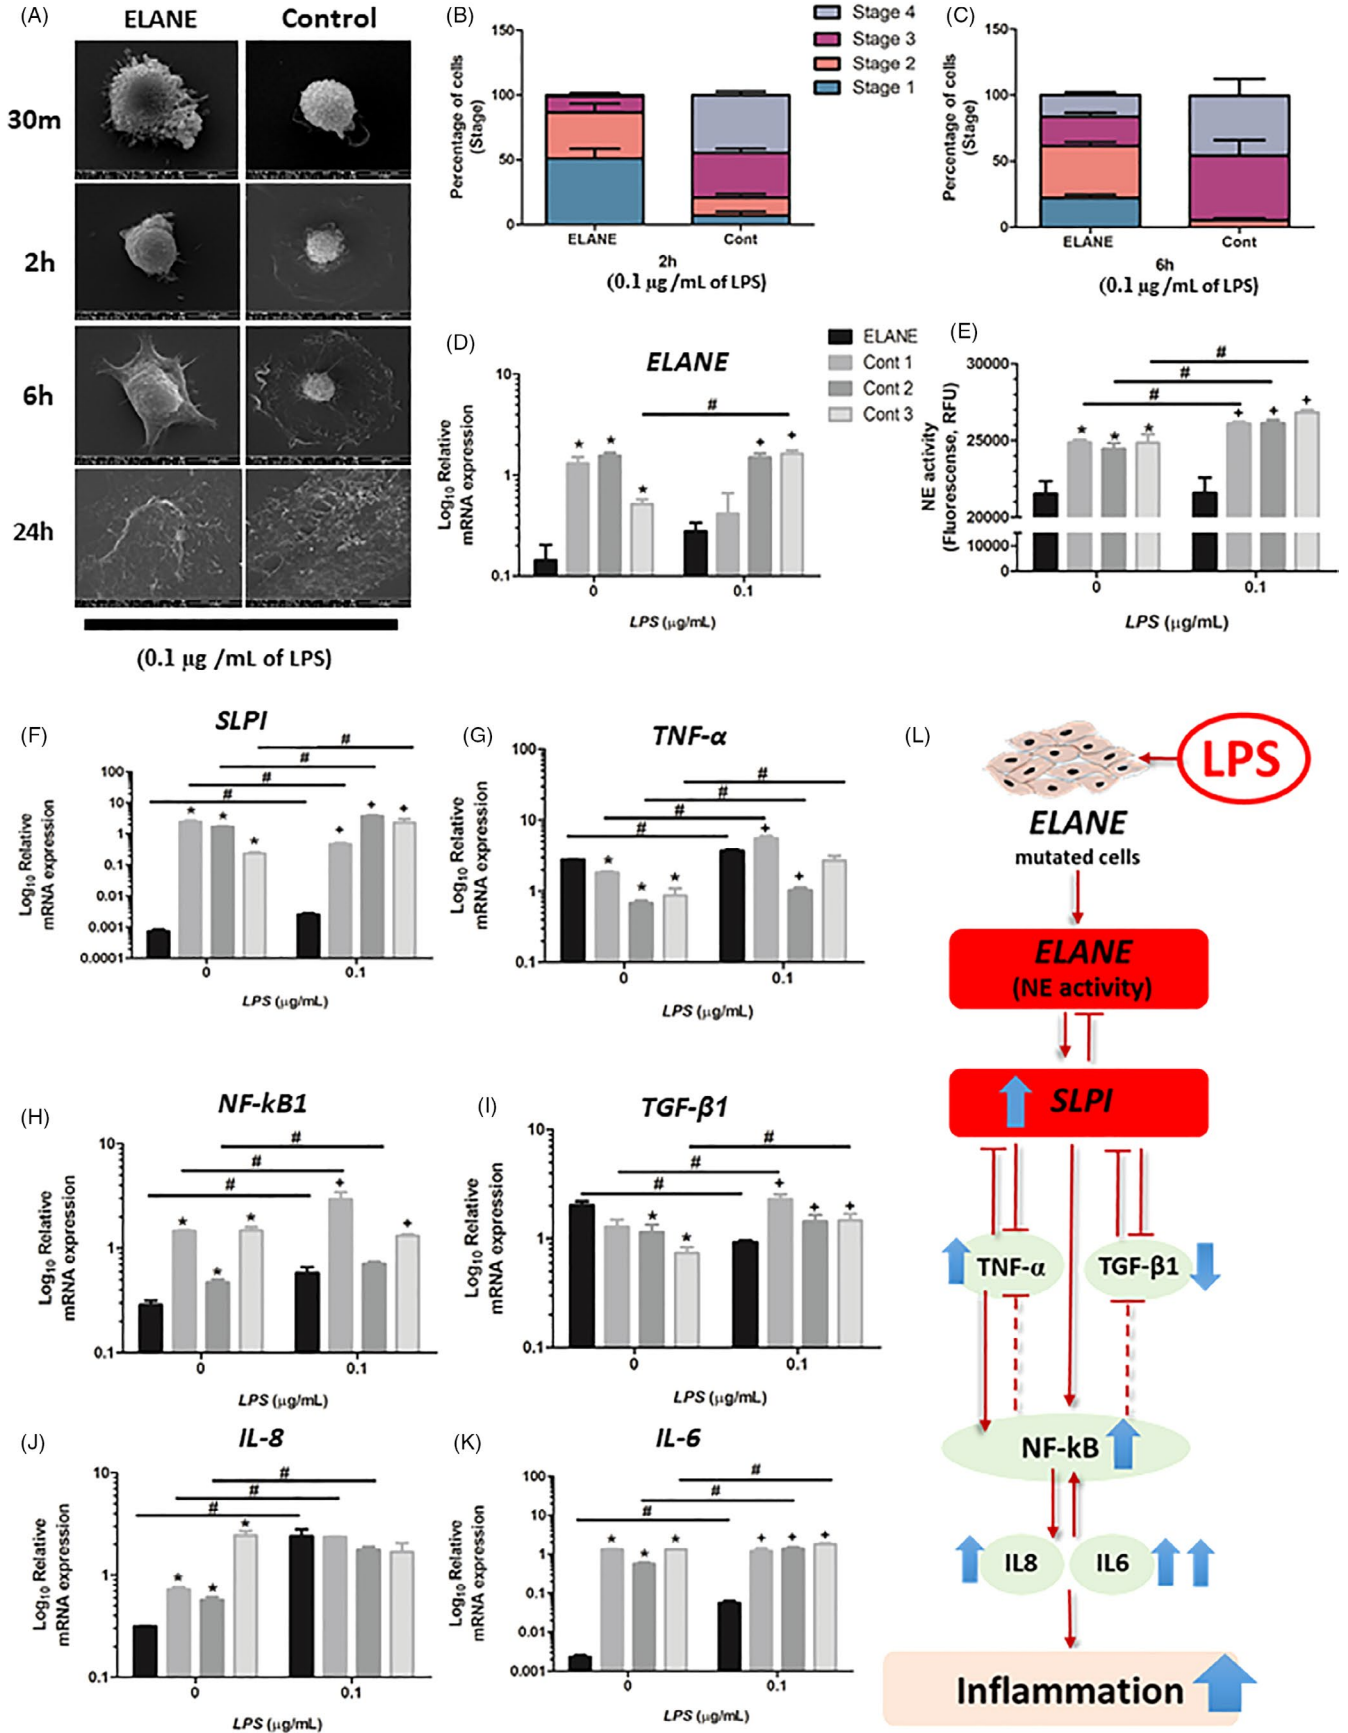 (A)
ELANE
Control
30m
2h
6h
24h
(0.1 μg /mL of LPS)
(B)
150
100
50
0
Percentage of cells
(Stage)
ELANE
Cont
2h
(0.1 μg /mL of LPS)
Stage 4
Stage 3
Stage 2
Stage 1
(C)
150
100
50
0
Percentage of cells
(Stage)
ELANE
Cont
6h
(0.1 μg /mL of LPS)
(D)
ELANE
10
1
0.1
Log10 Relative
mRNA expression
#
★ ★ ★ + +
0
0.1
LPS (μg/mL)
ELANE
Cont 1
Cont 2
Cont 3
(E)
30000
25000
20000
10000
0
NE activity
(Fluorescense, RFU)
#
#
#
★ ★ ★ + + +
0
0.1
LPS (μg/mL)
(F)
SLPI
100
10
1
0.1
0.01
0.001
0.0001
Log10 Relative
mRNA expression
#
#
#
#
★ ★ ★ + + +
0
0.1
LPS (μg/mL)
(G)
TNF-α
100
10
1
0.1
Log10 Relative
mRNA expression
#
#
#
#
★ ★ ★ + +
0
0.1
LPS (μg/mL)
(H)
NF-kB1
10
1
0.1
Log10 Relative
mRNA expression
#
#
#
★ ★ ★ + +
0
0.1
LPS (μg/mL)
(I)
TGF-β1
10
1
0.1
Log10 Relative
mRNA expression
#
#
#
★ ★ + + +
0
0.1
LPS (μg/mL)
(J)
IL-8
10
1
0.1
Log10 Relative
mRNA expression
#
#
#
★ ★ ★
0
0.1
LPS (μg/mL)
(K)
IL-6
100
10
1
0.1
0.01
0.001
Log10 Relative
mRNA expression
#
#
#
★ ★ ★ + + +
0
0.1
LPS (μg/mL)
(L)
LPS
ELANE
mutated cells
ELANE
(NE activity)
SLPI
TNF-α
TGF-β1
NF-kB
IL8
IL6
Inflammation